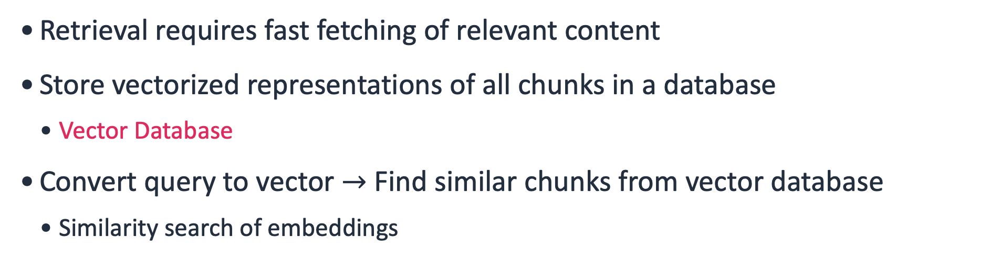 • Retrieval requires fast fetching of relevant content
• Store vectorized representations of all chunks in a database
• Vector Database
• Convert query to vector → Find similar chunks from vector database
• Similarity search of embeddings